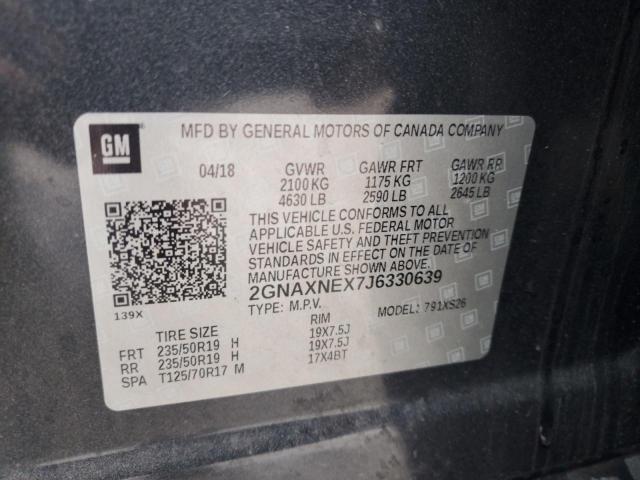 GM
MFD BY GENERAL MOTORS OF CANADA COMPANY
04/18 GVWR GAWR FRT GAWR RR
2100 KG 1175 KG 1200 KG
4630 LB 2590 LB 2645 LB
THIS VEHICLE CONFORMS TO ALL
APPLICABLE U.S. FEDERAL MOTOR
VEHICLE SAFETY AND THEFT PREVENTION
STANDARDS IN EFFECT ON THE DATE OF
MANUFACTURE SHOWN ABOVE.
2GNAXNEX7J6330639
139X TYPE: M.P.V. MODEL: 791XS26
TIRE SIZE RIM
FRT 235/50R19 H 19X7.5J
RR 235/50R19 H 19X7.5J
SPA T125/70R17 M 17X4BT